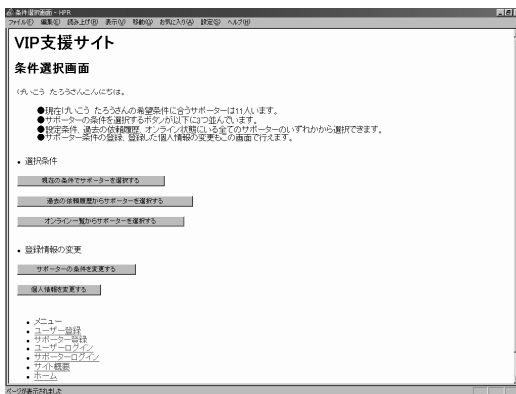 条件選択画面 - HPR
ファイル(F) 編集(E) 読み上げ(R) 表示(V) 移動(G) お気に入り(A) 設定(S) ヘルプ(H)
VIP支援サイト
条件選択画面
けいこう たろうさんこんにちは。
●現在けいこう たろうさんの希望条件に合うサポーターは11人います。
●サポーターの条件を選択するボタンが以下に3つ並んでいます。
●設定条件、過去の依頼履歴、オンライン状態にいる全てのサポーターのいずれかから選択できます。
●サポーター条件の登録、登録した個人情報の変更もこの画面で行えます。
• 選択条件
現在の条件でサポーターを選択する
過去の依頼履歴からサポーターを選択する
オンライン一覧からサポーターを選択する
• 登録情報の変更
サポーターの条件を変更する
個人情報を変更する
• メニュー
• ユーザー登録
• サポーター登録
• ユーザーログイン
• サポーターログイン
• サイト概要
• ホーム
ページが表示されました